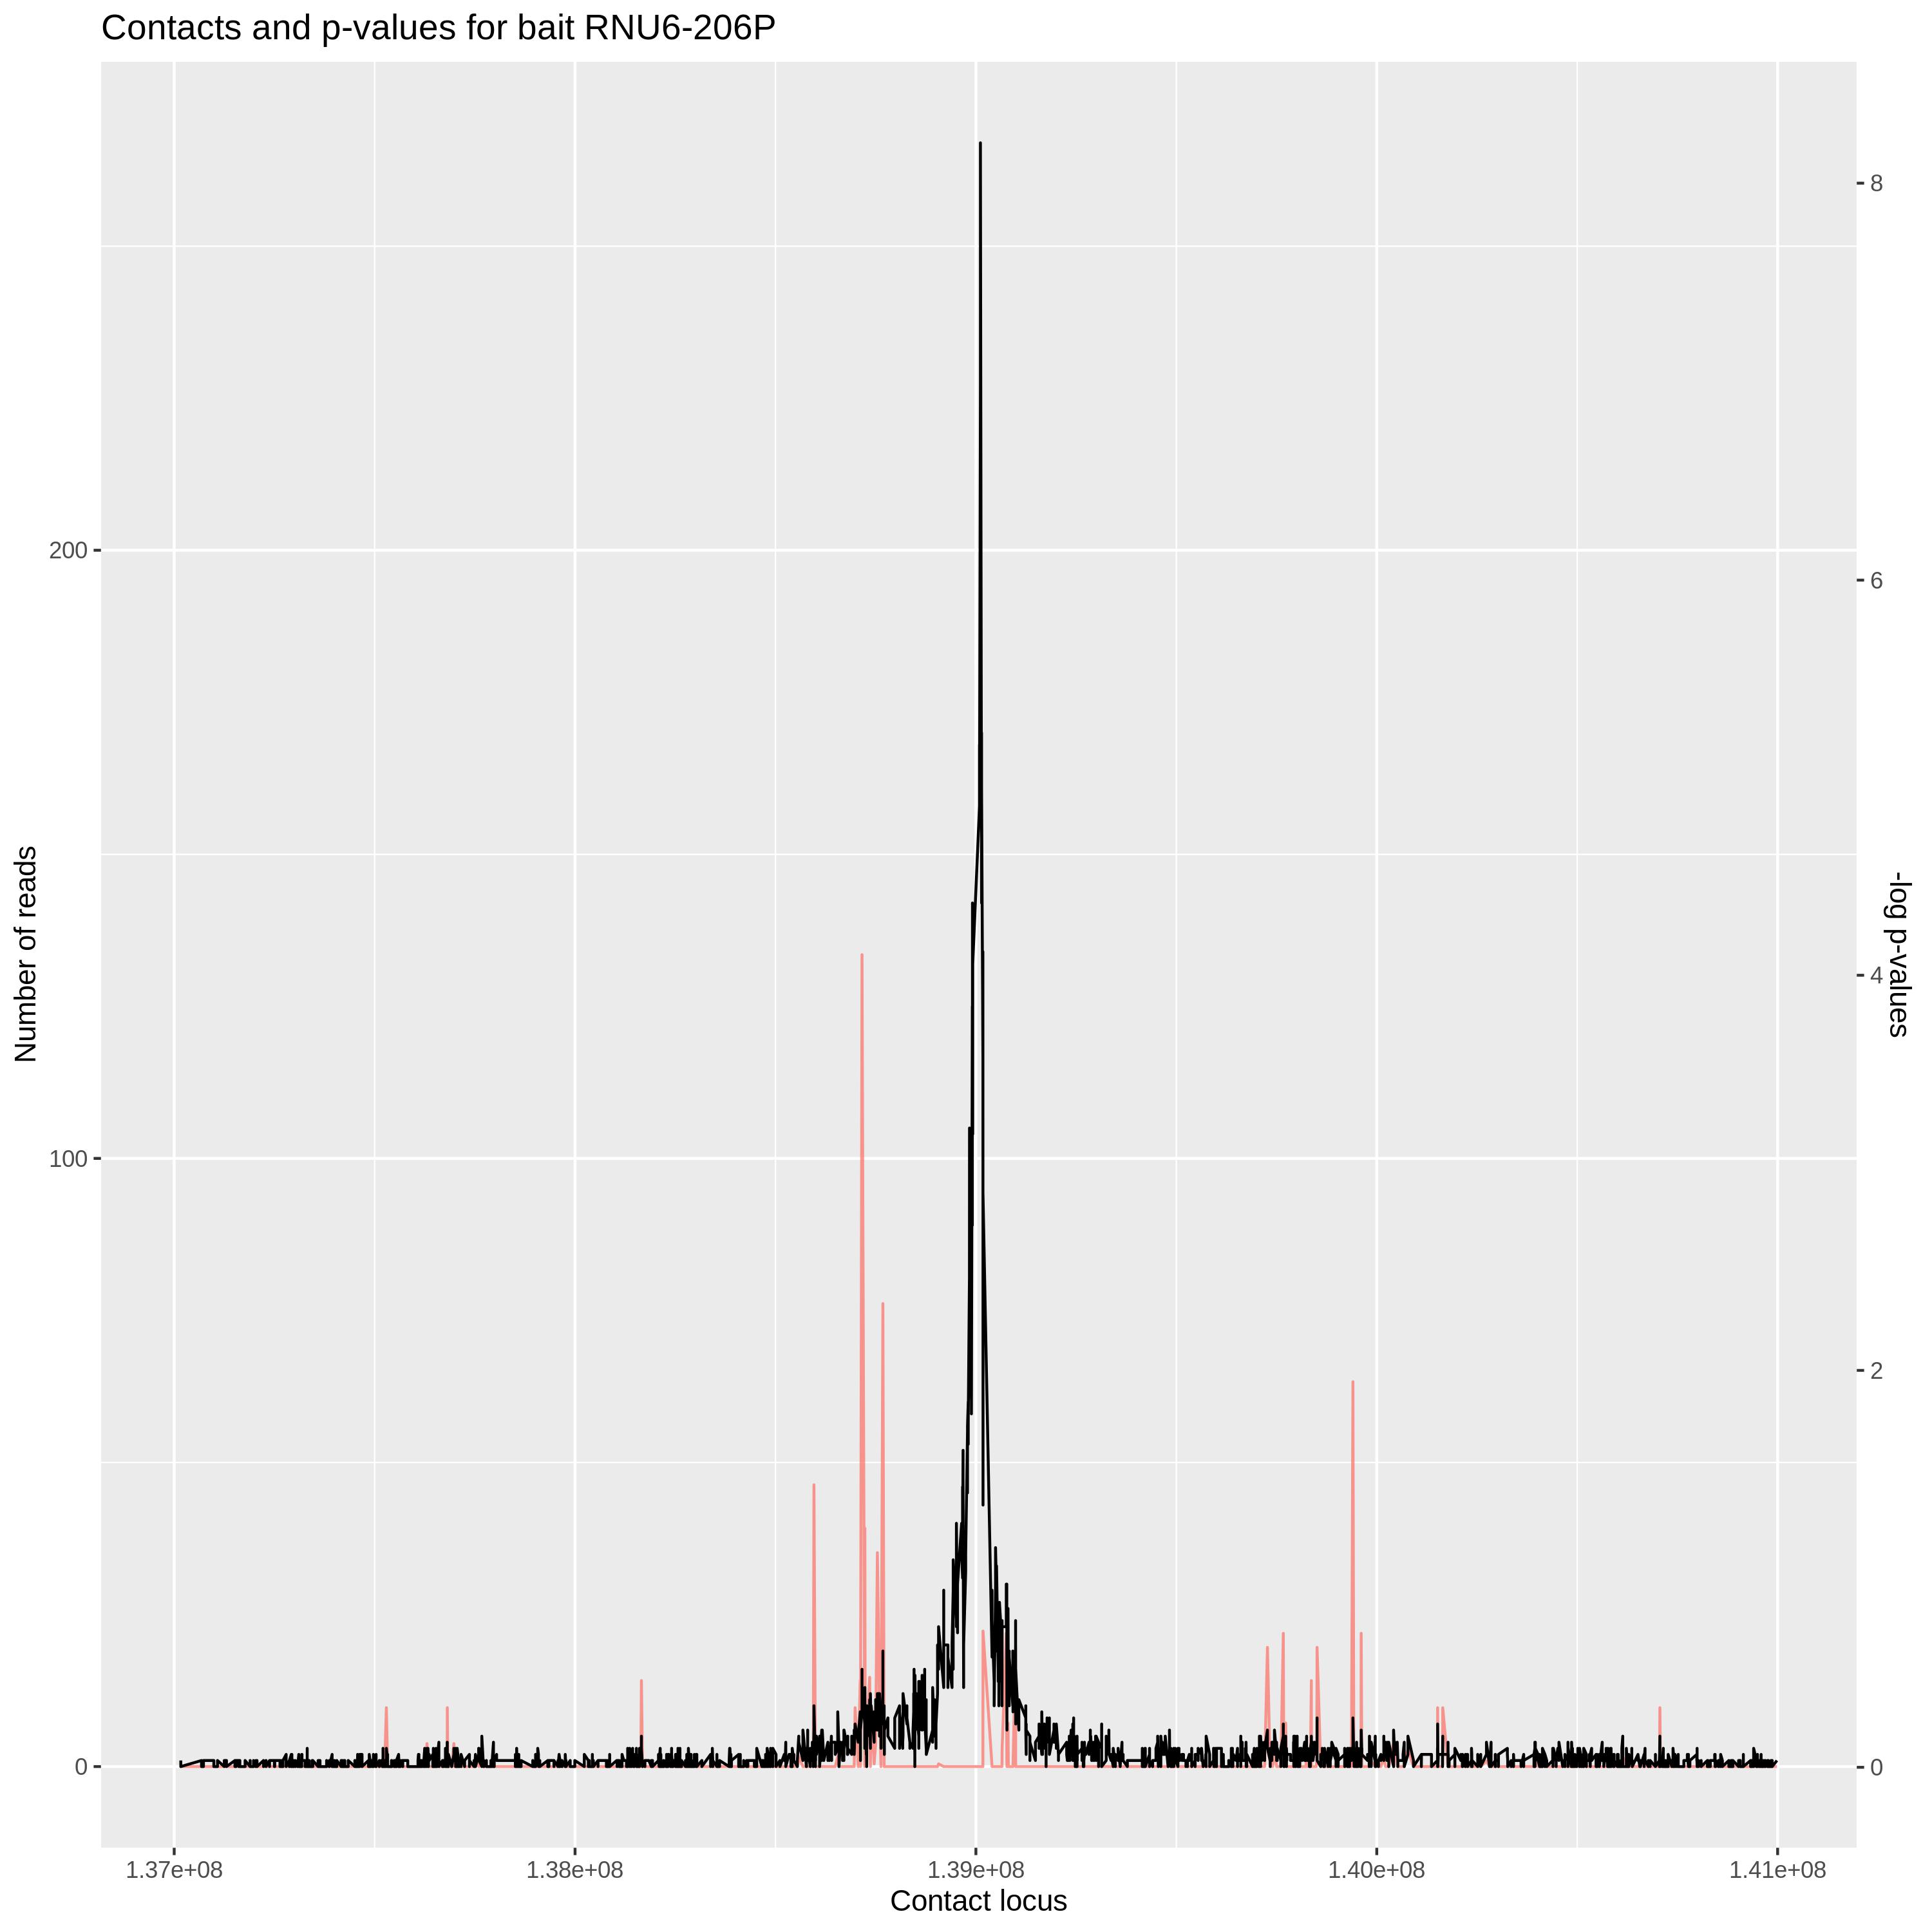 Contacts and p-values for bait RNU6-206P
Number of reads
200
100
0
8
6
4
2
0
-log p-values
1.37e+08
1.38e+08
1.39e+08
1.40e+08
1.41e+08
Contact locus